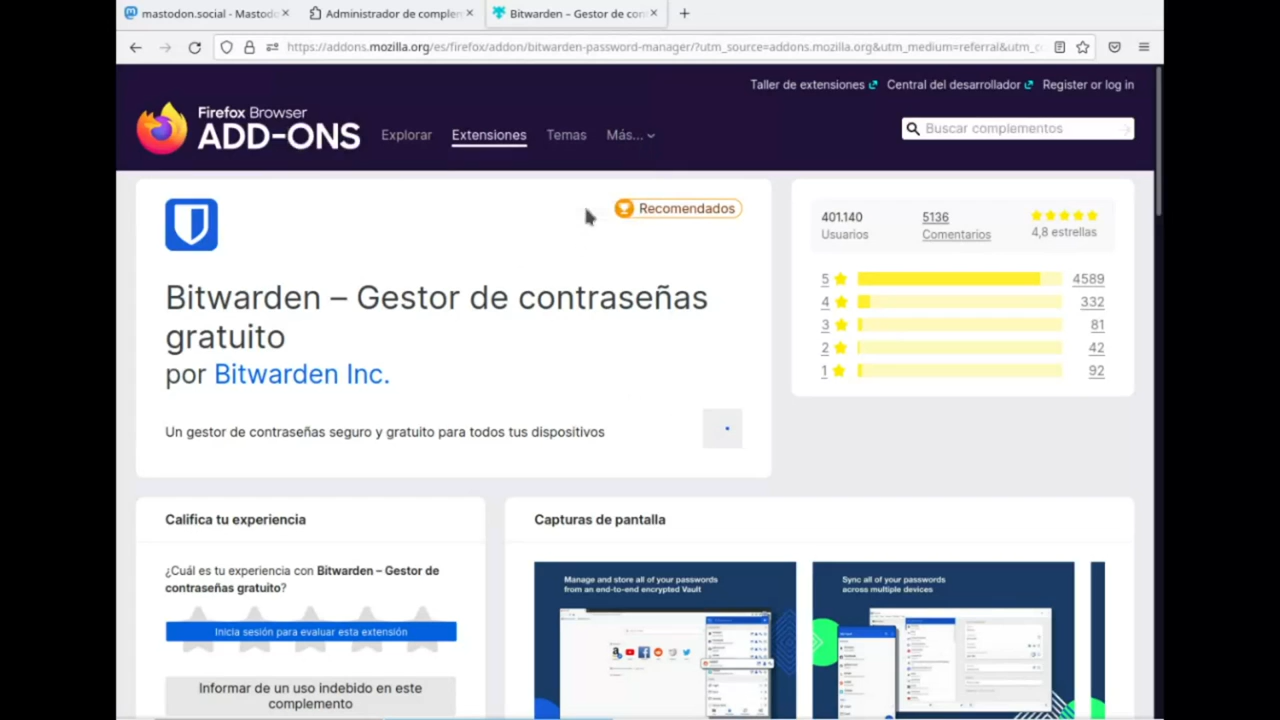 mastodon.social - Mastod
Administrador de complen
Bitwarden – Gestor de con
https://addons.mozilla.org/es/firefox/addon/bitwarden-password-manager/?utm_source=addons.mozilla.org&utm_medium=referral&utm_c
Taller de extensiones
Central del desarrollador
Register or log in
Firefox Browser
ADD-ONS
Explorar
Extensiones
Temas
Más...
Buscar complementos
Recomendados
Bitwarden – Gestor de contraseñas
gratuito
por Bitwarden Inc.
Un gestor de contraseñas seguro y gratuito para todos tus dispositivos
401.140
Usuarios
5136
Comentarios
4,8 estrellas
5 4589
4 332
3 81
2 42
1 92
Califica tu experiencia
¿Cuál es tu experiencia con Bitwarden – Gestor de
contraseñas gratuito?
Inicia sesión para evaluar esta extensión
Informar de un uso indebido en este
complemento
Capturas de pantalla
Manage and store all of your passwords
from an end-to-end encrypted Vault
Sync all of your passwords
across multiple devices